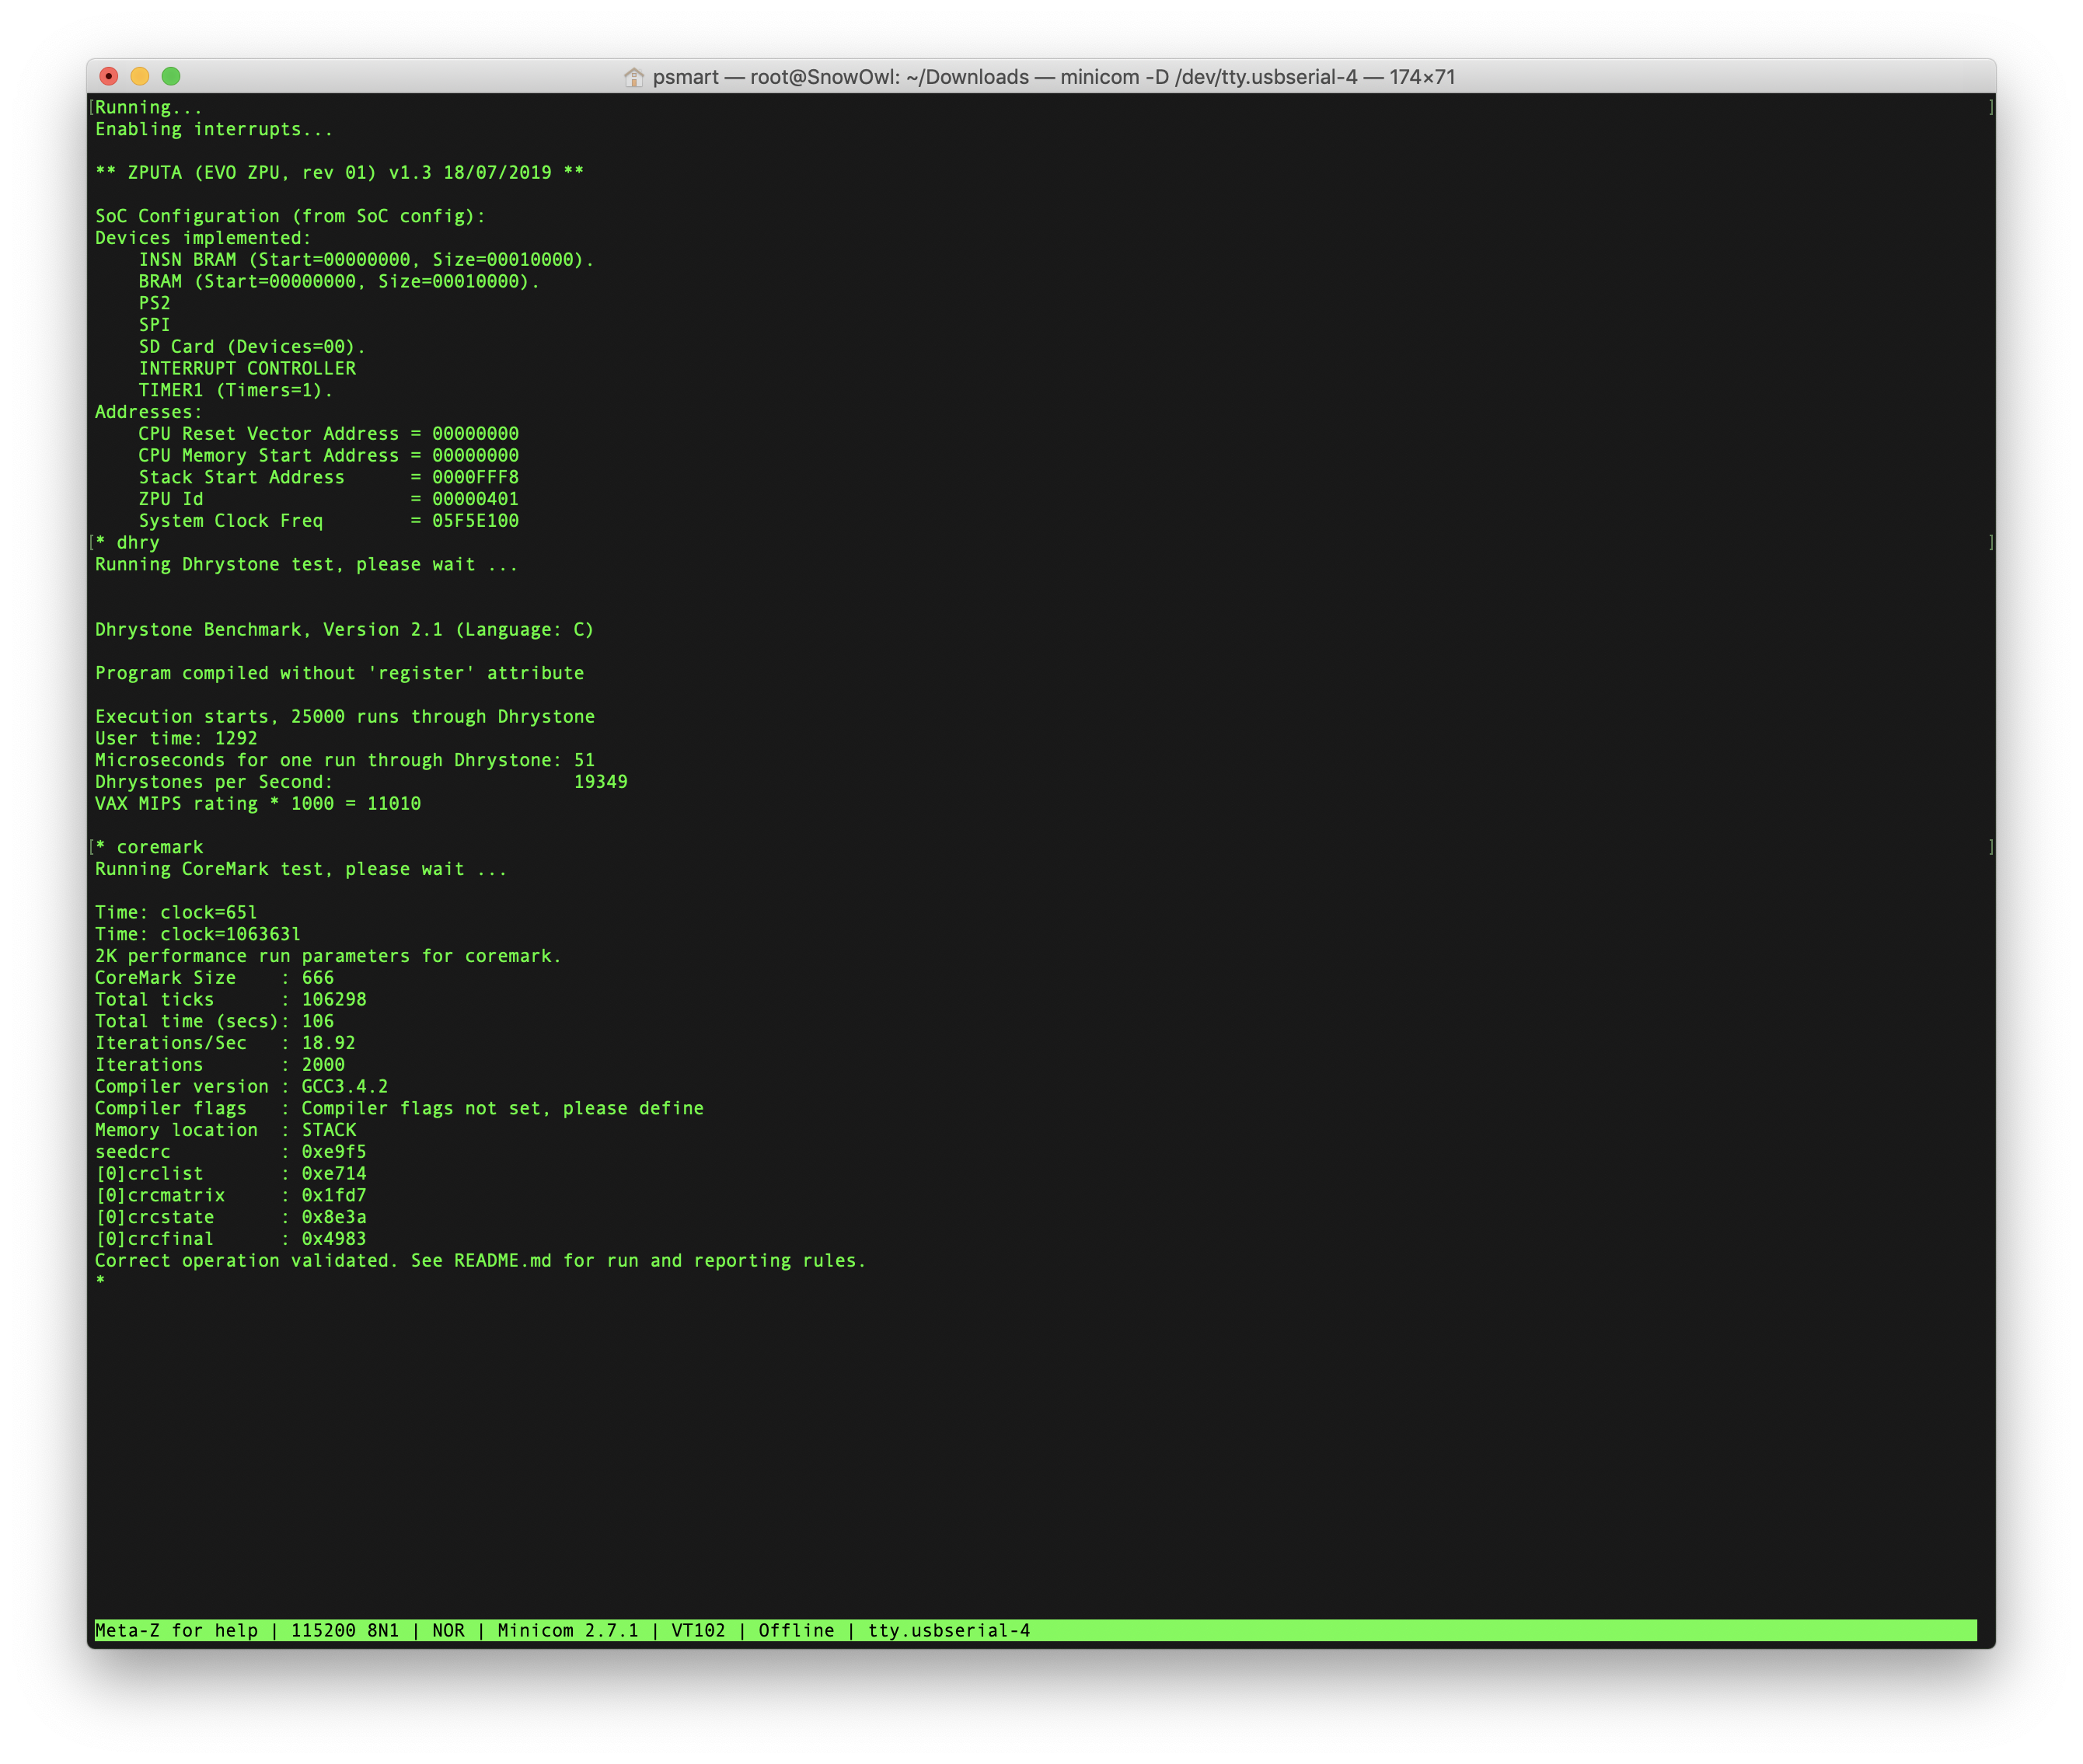 psmart — root@SnowOwl: ~/Downloads — minicom -D /dev/tty.usbserial-4 — 174×71
[Running... ]
Enabling interrupts...
** ZPUTA (EVO ZPU, rev 01) v1.3 18/07/2019 **
SoC Configuration (from SoC config):
Devices implemented:
    INSN BRAM (Start=00000000, Size=00010000).
    BRAM (Start=00000000, Size=00010000).
    PS2
    SPI
    SD Card (Devices=00).
    INTERRUPT CONTROLLER
    TIMER1 (Timers=1).
Addresses:
    CPU Reset Vector Address = 00000000
    CPU Memory Start Address = 00000000
    Stack Start Address      = 0000FFF8
    ZPU Id                   = 00000401
    System Clock Freq        = 05F5E100
[* dhry ]
Running Dhrystone test, please wait ...
Dhrystone Benchmark, Version 2.1 (Language: C)
Program compiled without 'register' attribute
Execution starts, 25000 runs through Dhrystone
User time: 1292
Microseconds for one run through Dhrystone: 51
Dhrystones per Second:                      19349
VAX MIPS rating * 1000 = 11010
[* coremark ]
Running CoreMark test, please wait ...
Time: clock=65l
Time: clock=106363l
2K performance run parameters for coremark.
CoreMark Size    : 666
Total ticks      : 106298
Total time (secs): 106
Iterations/Sec   : 18.92
Iterations       : 2000
Compiler version : GCC3.4.2
Compiler flags   : Compiler flags not set, please define
Memory location  : STACK
seedcrc          : 0xe9f5
[0]crclist       : 0xe714
[0]crcmatrix     : 0x1fd7
[0]crcstate      : 0x8e3a
[0]crcfinal      : 0x4983
Correct operation validated. See README.md for run and reporting rules.
*
Meta-Z for help | 115200 8N1 | NOR | Minicom 2.7.1 | VT102 | Offline | tty.usbserial-4